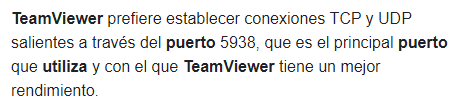 TeamViewer prefiere establecer conexiones TCP y UDP
salientes a través del puerto 5938, que es el principal puerto
que utiliza y con el que TeamViewer tiene un mejor
rendimiento.